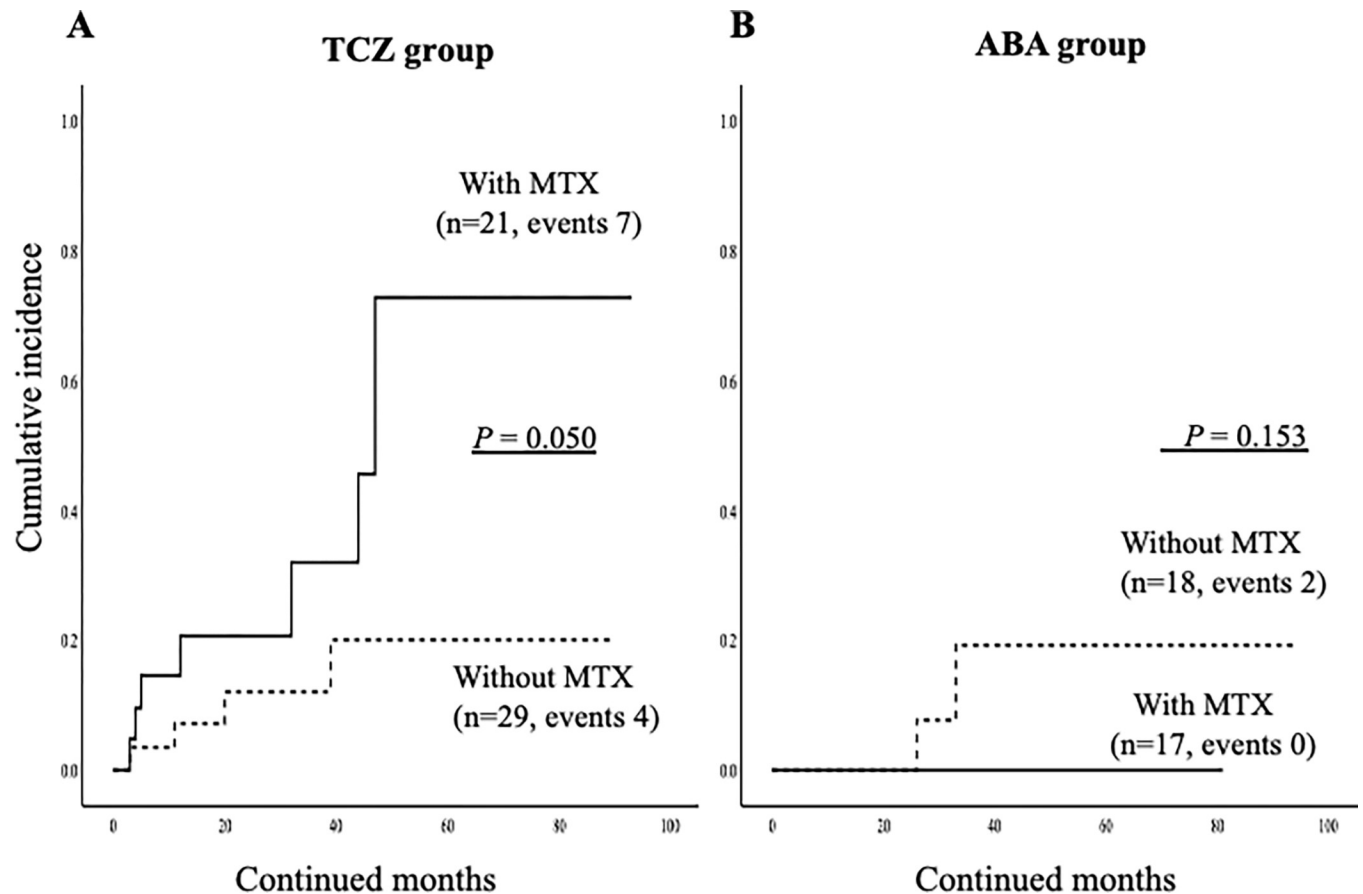 A
TCZ group
Cumulative incidence
1.0
0.8
0.6
0.4
0.2
0.0
With MTX
(n=21, events 7)
P = 0.050
Without MTX
(n=29, events 4)
0 20 40 60 80 100
Continued months
B
ABA group
1.0
0.8
0.6
0.4
0.2
0.0
P = 0.153
Without MTX
(n=18, events 2)
With MTX
(n=17, events 0)
0 20 40 60 80 100
Continued months